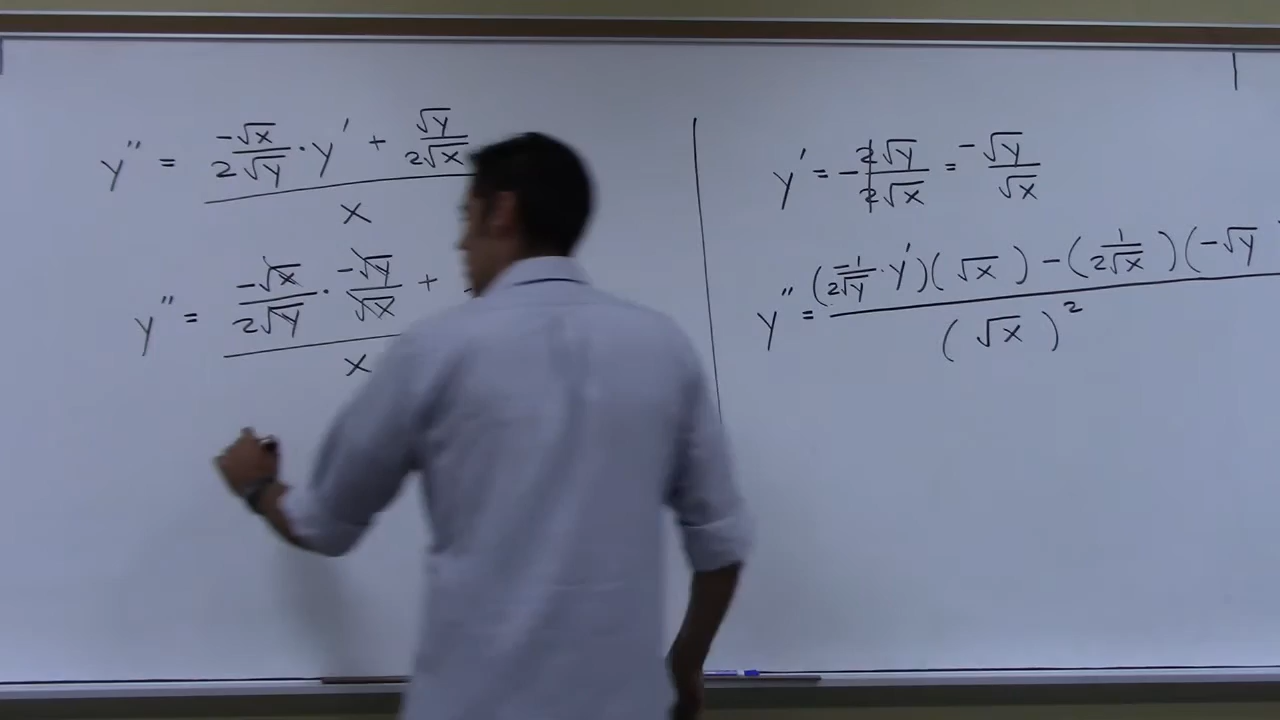 y'' = (-√x / 2√y · y' + √y / 2√x) / x
y'' = (-√x / 2√y · -√y / √x +) / x
y' = - 2√y / 2√x = -√y / √x
y'' = ((-1 / 2√y · y')(√x) - (1 / 2√x)(-√y) / (√x)²